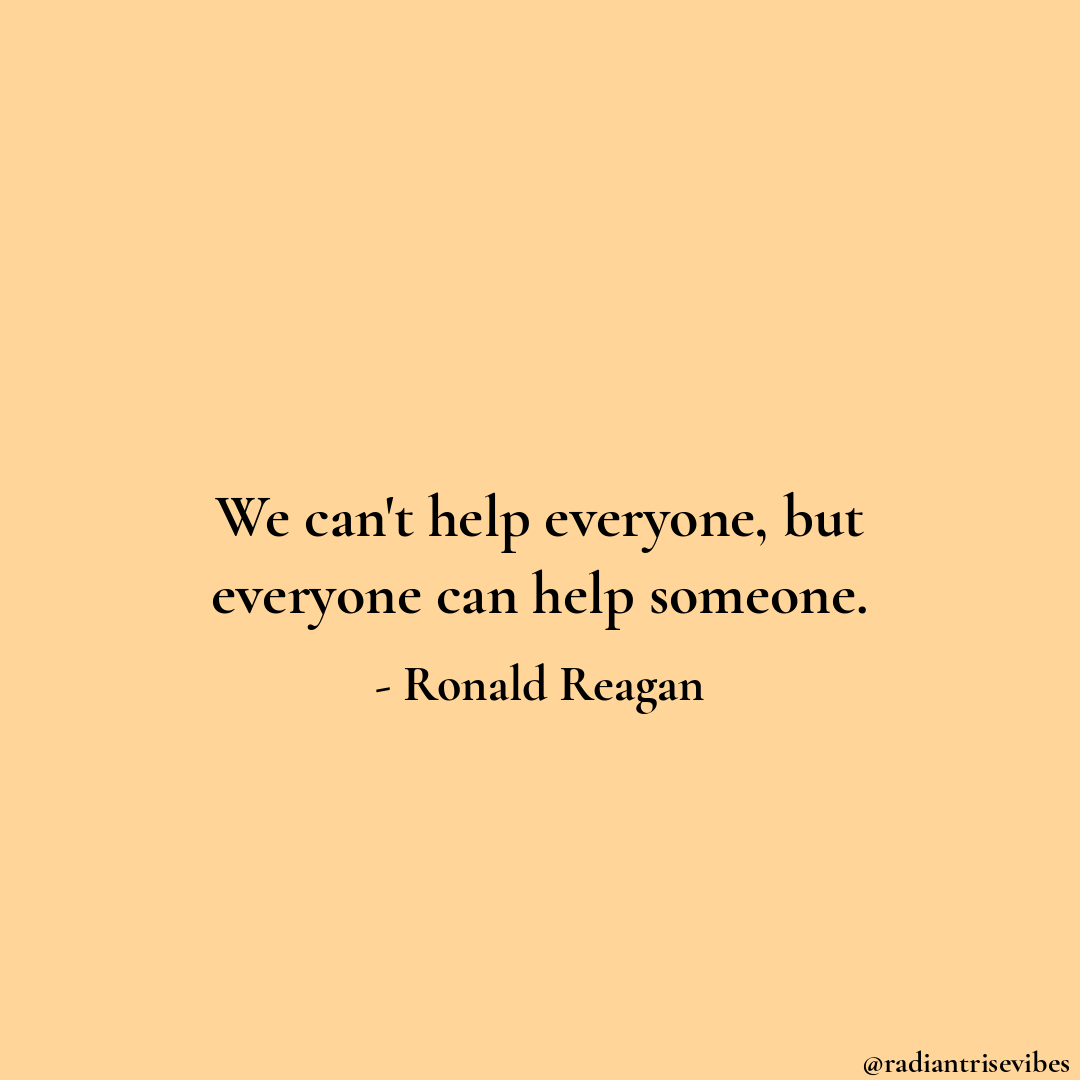 We can't help everyone, but
everyone can help someone.
- Ronald Reagan
@radiantrisevibes